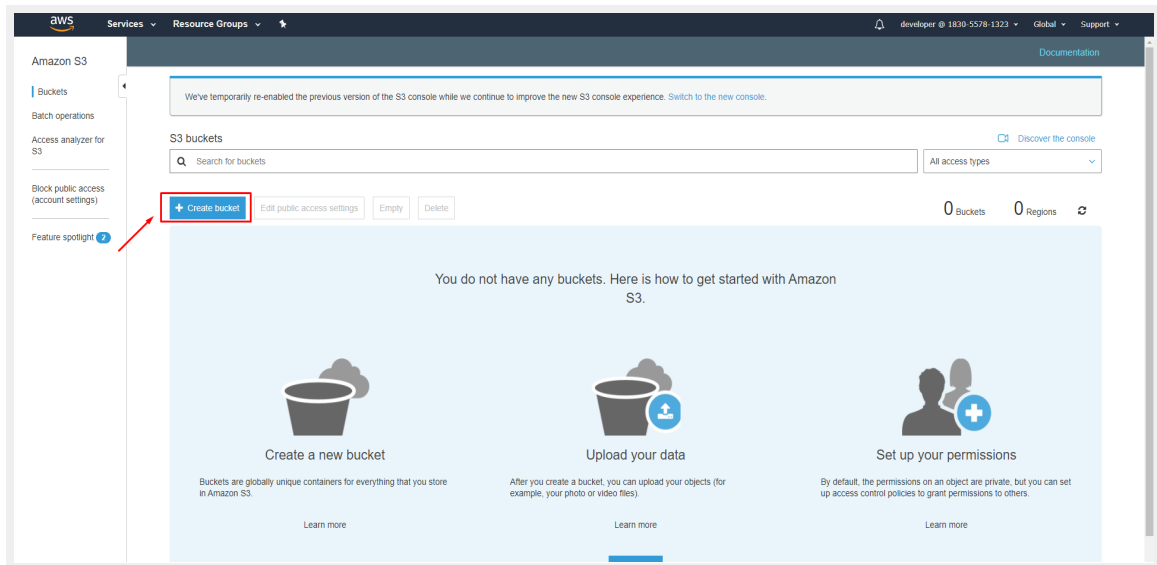 aws Services Resource Groups developer @ 1830-5578-1323 Global Support
Documentation
Amazon S3
Buckets
Batch operations
Access analyzer for
S3
Block public access
(account settings)
Feature spotlight 2
We've temporarily re-enabled the previous version of the S3 console while we continue to improve the new S3 console experience. Switch to the new console.
S3 buckets
Discover the console
Search for buckets
All access types
Create bucket
Edit public access settings
Empty
Delete
0 Buckets
0 Regions
You do not have any buckets. Here is how to get started with Amazon
S3.
Create a new bucket
Buckets are globally unique containers for everything that you store
in Amazon S3.
Learn more
Upload your data
After you create a bucket, you can upload your objects (for
example, your photo or video files).
Learn more
Set up your permissions
By default, the permissions on an object are private, but you can set
up access control policies to grant permissions to others.
Learn more